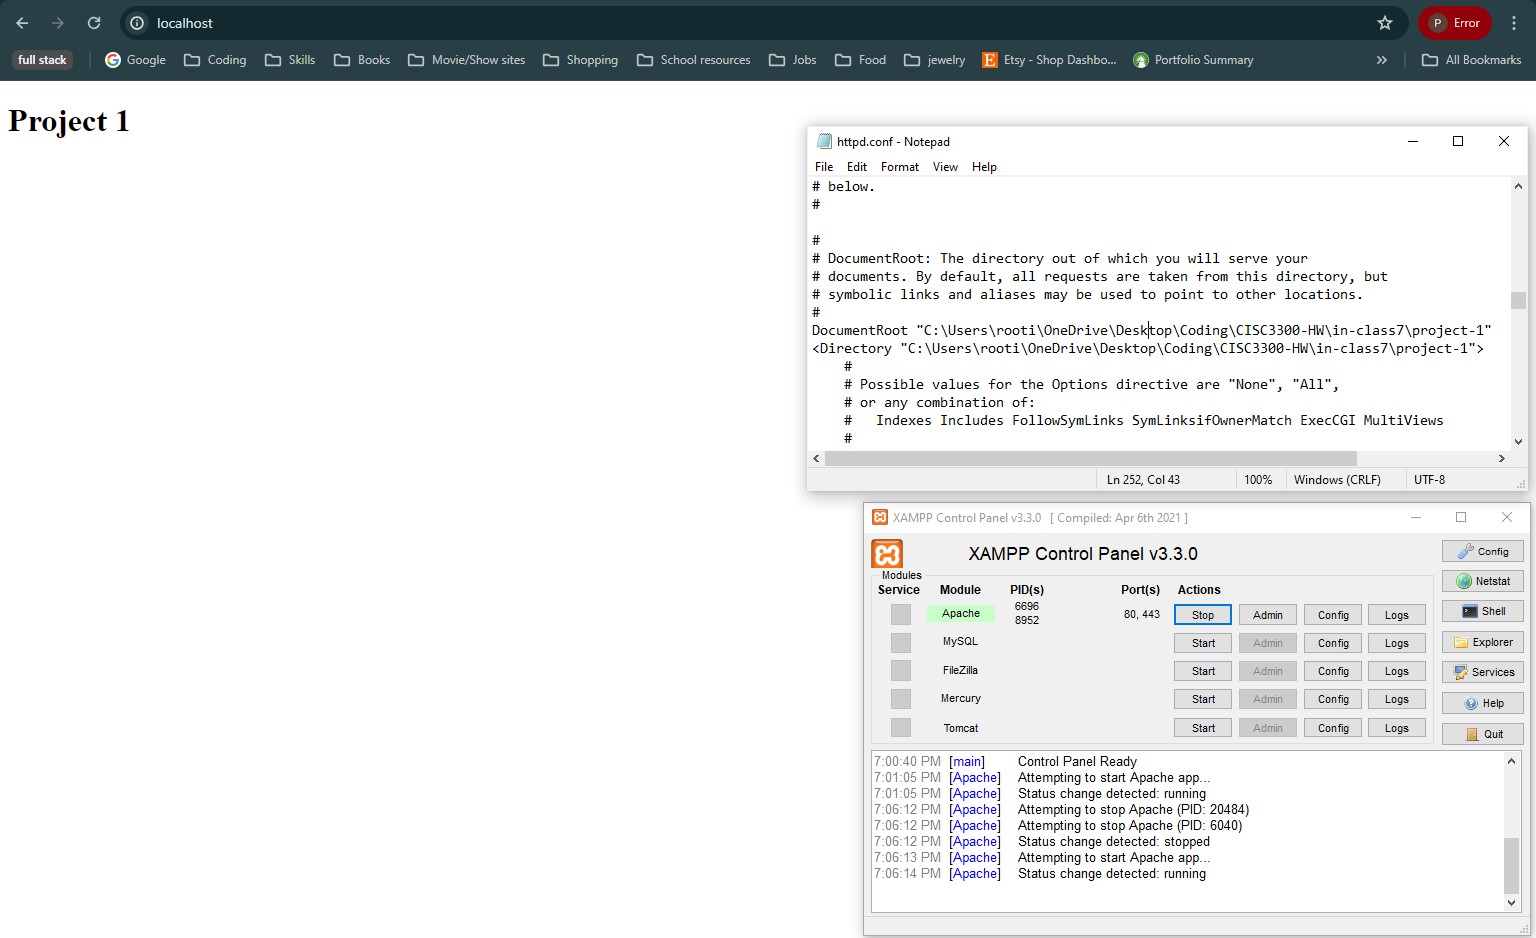 localhost
P Error
full stack
Google Coding Skills Books Movie/Show sites Shopping School resources Jobs Food jewelry Etsy - Shop Dashbo... Portfolio Summary » All Bookmarks
Project 1
httpd.conf - Notepad
File Edit Format View Help
# below.
#
#
# DocumentRoot: The directory out of which you will serve your
# documents. By default, all requests are taken from this directory, but
# symbolic links and aliases may be used to point to other locations.
#
DocumentRoot "C:\Users\rooti\OneDrive\Desktop\Coding\CISC3300-HW\in-class7\project-1"
<Directory "C:\Users\rooti\OneDrive\Desktop\Coding\CISC3300-HW\in-class7\project-1">
#
# Possible values for the Options directive are "None", "All",
# or any combination of:
#   Indexes Includes FollowSymLinks SymLinksifOwnerMatch ExecCGI MultiViews
#
Ln 252, Col 43 100% Windows (CRLF) UTF-8
XAMPP Control Panel v3.3.0 [ Compiled: Apr 6th 2021 ]
XAMPP Control Panel v3.3.0
Modules
Service Module PID(s) Port(s) Actions
Apache 6696 8952 80, 443 Stop Admin Config Logs
MySQL Start Admin Config Logs
FileZilla Start Admin Config Logs
Mercury Start Admin Config Logs
Tomcat Start Admin Config Logs
Config
Netstat
Shell
Explorer
Services
Help
Quit
7:00:40 PM [main] Control Panel Ready
7:01:05 PM [Apache] Attempting to start Apache app...
7:01:05 PM [Apache] Status change detected: running
7:06:12 PM [Apache] Attempting to stop Apache (PID: 20484)
7:06:12 PM [Apache] Attempting to stop Apache (PID: 6040)
7:06:12 PM [Apache] Status change detected: stopped
7:06:13 PM [Apache] Attempting to start Apache app...
7:06:14 PM [Apache] Status change detected: running